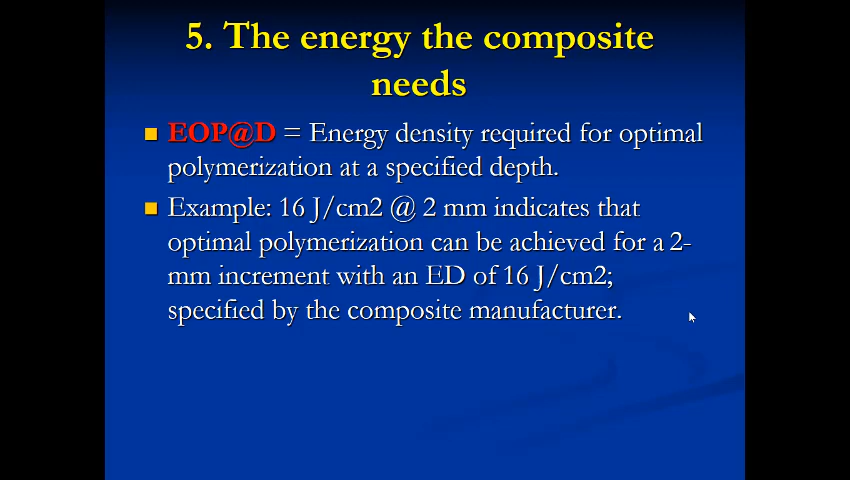 5. The energy the composite
needs
EOP@D = Energy density required for optimal
polymerization at a specified depth.
Example: 16 J/cm2 @ 2 mm indicates that
optimal polymerization can be achieved for a 2-
mm increment with an ED of 16 J/cm2;
specified by the composite manufacturer.